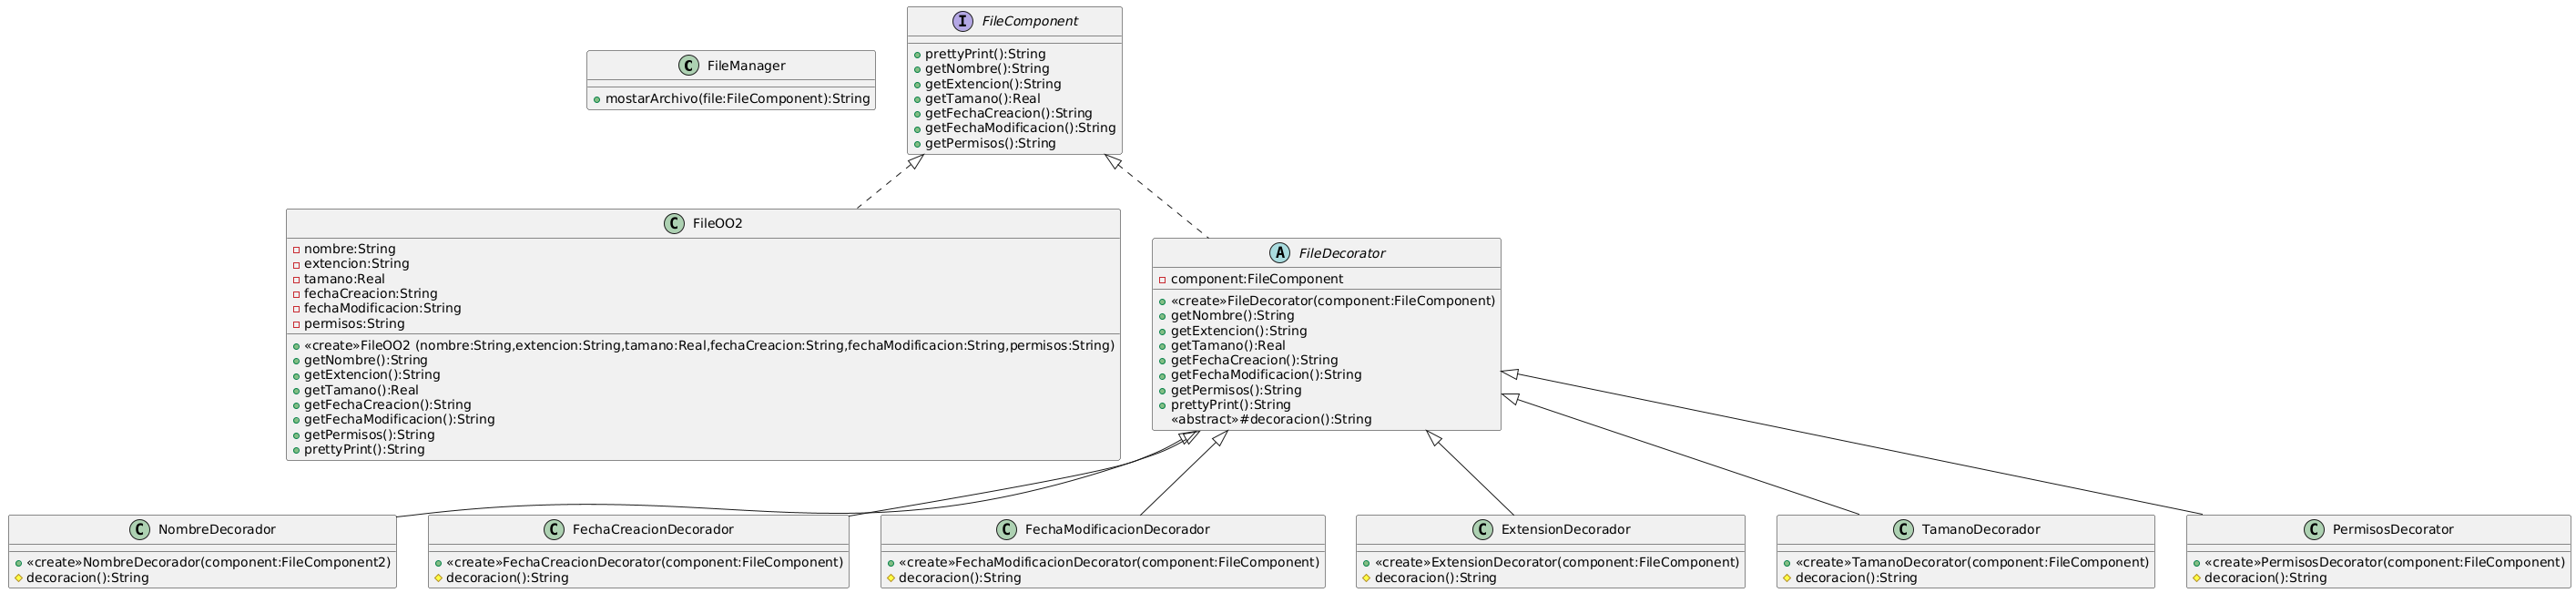 I FileComponent
prettyPrint():String
getNombre():String
getExtencion():String
getTamano():Real
getFechaCreacion():String
getFechaModificacion():String
getPermisos():String
C FileManager
mostarArchivo(file:FileComponent):String
C FileOO2
nombre:String
extencion:String
tamano:Real
fechaCreacion:String
fechaModificacion:String
permisos:String
«create»FileOO2 (nombre:String,extencion:String,tamano:Real,fechaCreacion:String,fechaModificacion:String,permisos:String)
getNombre():String
getExtencion():String
getTamano():Real
getFechaCreacion():String
getFechaModificacion():String
getPermisos():String
prettyPrint():String
A FileDecorator
component:FileComponent
«create»FileDecorator(component:FileComponent)
getNombre():String
getExtencion():String
getTamano():Real
getFechaCreacion():String
getFechaModificacion():String
getPermisos():String
prettyPrint():String
«abstract»#decoracion():String
C NombreDecorador
«create»NombreDecorador(component:FileComponent2)
decoracion():String
C FechaCreacionDecorador
«create»FechaCreacionDecorator(component:FileComponent)
decoracion():String
C FechaModificacionDecorador
«create»FechaModificacionDecorator(component:FileComponent)
decoracion():String
C ExtensionDecorador
«create»ExtensionDecorator(component:FileComponent)
decoracion():String
C TamanoDecorador
«create»TamanoDecorator(component:FileComponent)
decoracion():String
C PermisosDecorator
«create»PermisosDecorator(component:FileComponent)
decoracion():String